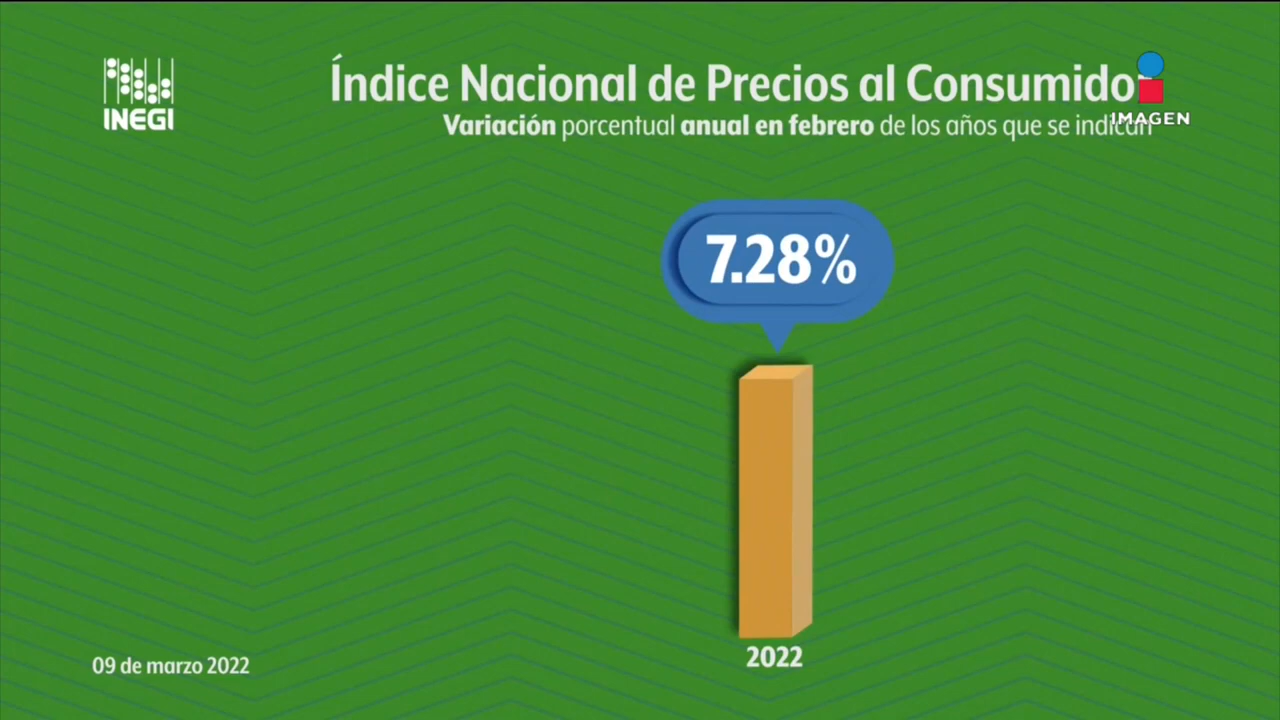 INEGI
Índice Nacional de Precios al Consumido
Variación porcentual anual en febrero de los años que se indican
IMAGEN
7.28%
2022
09 de marzo 2022